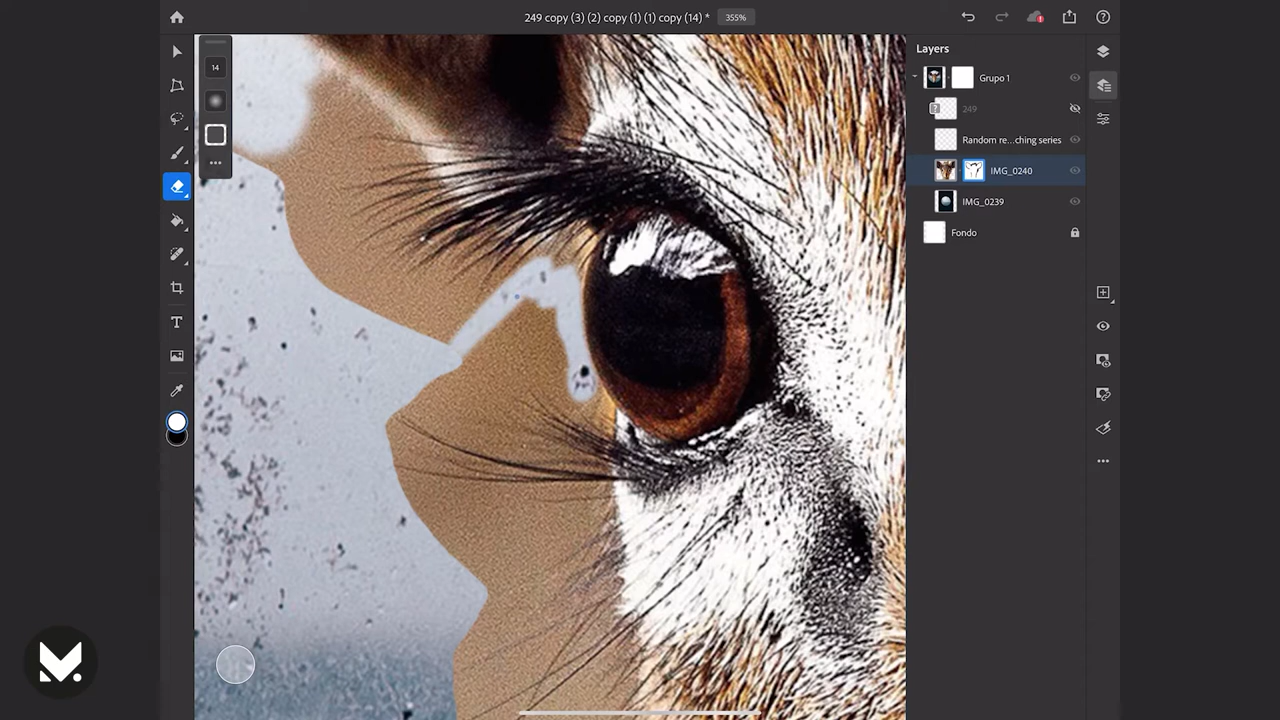 249 copy (3) (2) copy (1) (1) copy (14) *
355%
14
T
Layers
Grupo 1
249
Random re...ching series
IMG_0240
IMG_0239
Fondo
M.